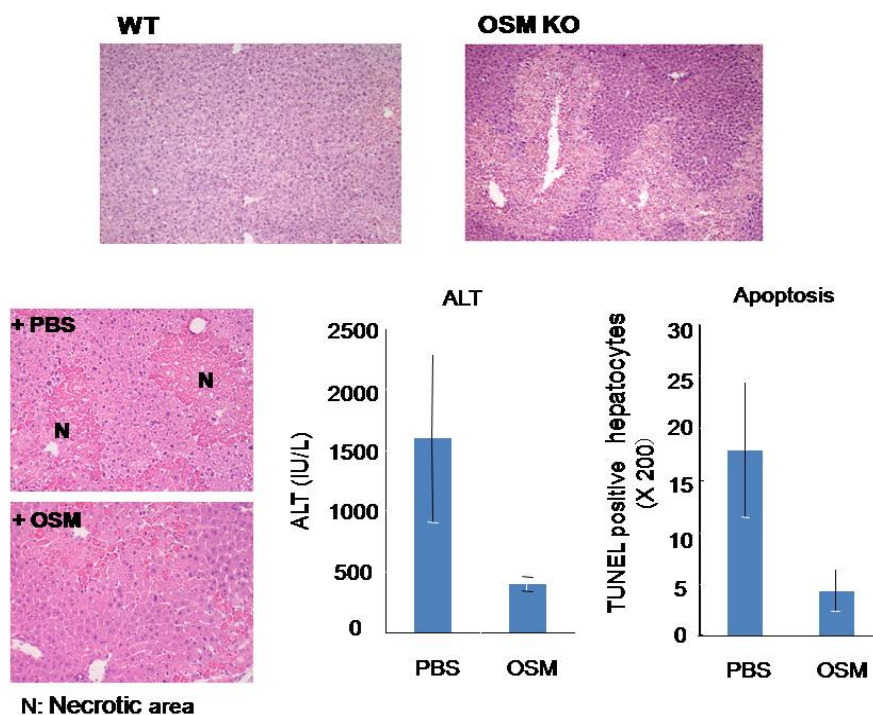 WT
OSM KO
+ PBS
N
N
+ OSM
N: Necrotic area
ALT
ALT (IU/L)
2500
2000
1500
1000
500
0
PBS
OSM
Apoptosis
TUNEL positive hepatocytes
(X 200)
30
25
20
15
10
5
0
PBS
OSM